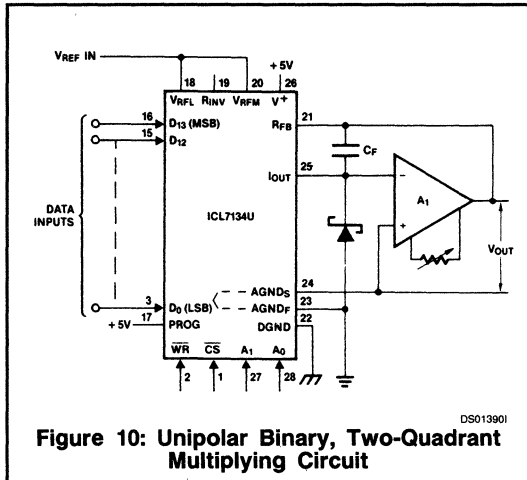 VREF IN
+ 5V
18 19 20 26
VRFL RINV VRFM V+
16 D13 (MSB)
15 D12
RFB 21
CF
IOUT 25
DATA
INPUTS
ICL7134U
A1
VOUT
3 D0 (LSB)
AGNDS 24
AGNDF 23
+ 5V 17 PROG
DGND 22
WR CS A1 A0
2 1 27 28
- 
+
DS01390I
Figure 10: Unipolar Binary, Two-Quadrant
Multiplying Circuit